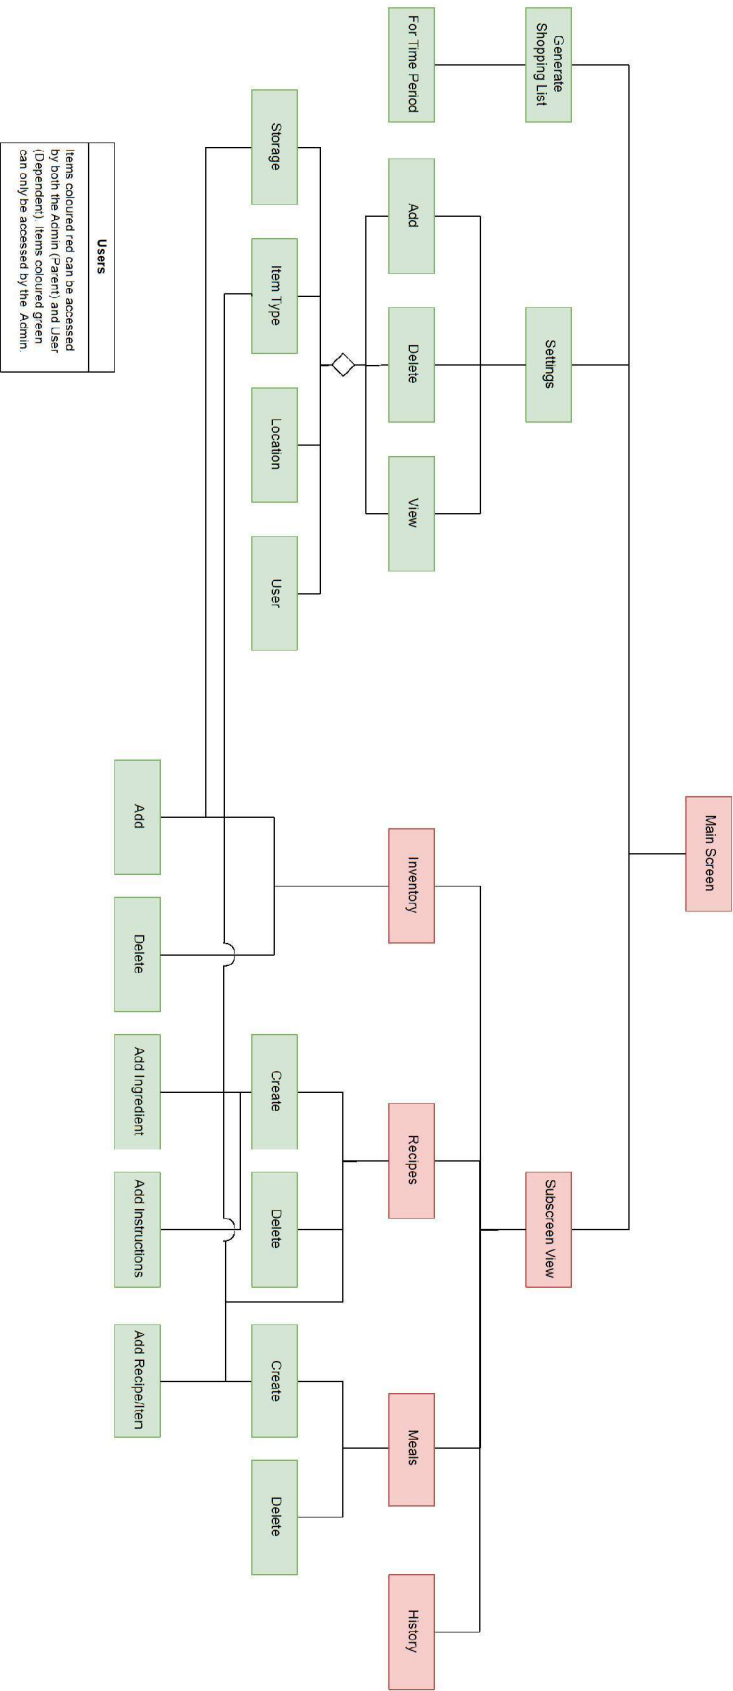 Main Screen
Generate
Shopping List
Settings
Subscreen View
For Time Period
Add
Delete
View
Inventory
Recipes
Meals
History
Storage
Item Type
Location
User
Create
Delete
Create
Delete
Add
Delete
Add Ingredient
Add Instructions
Add Recipe/Item
Users
Items coloured red can be accessed
by both the Admin (Parent) and User
(Dependent). Items coloured green
can only be accessed by the Admin.